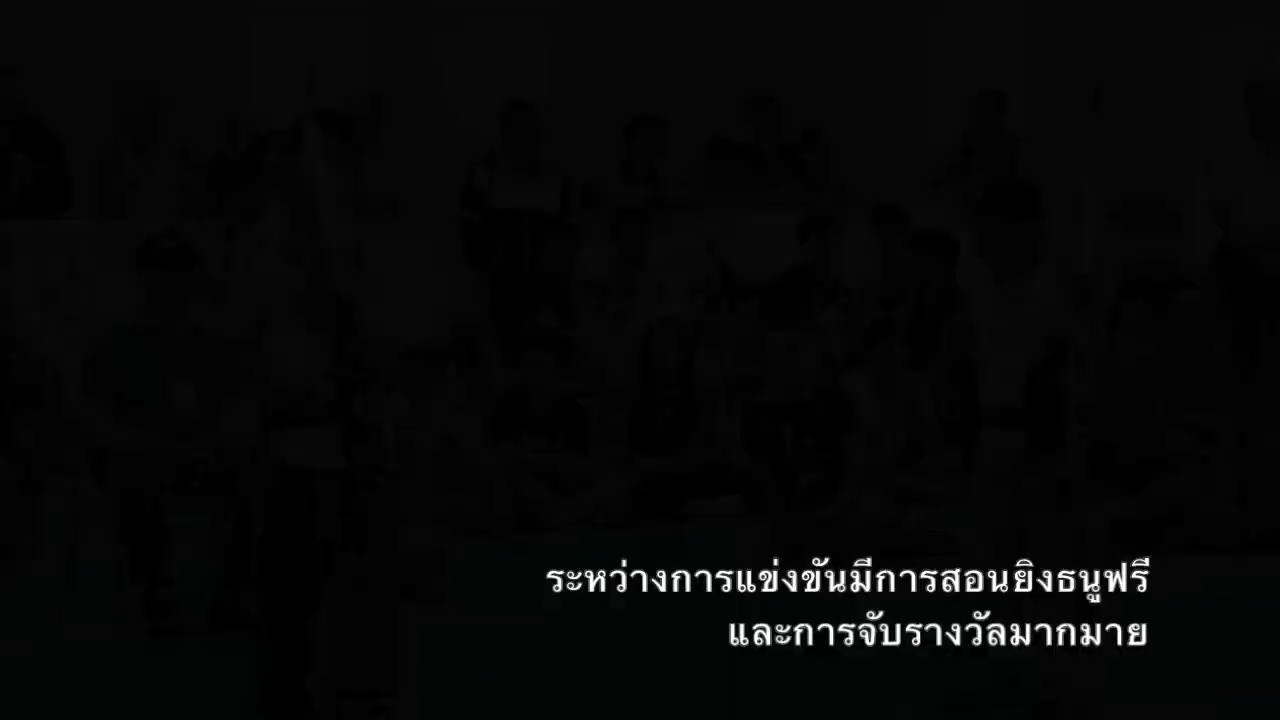 ระหว่างการแข่งขันมีการสอนยิงธนูฟรี
และการจับรางวัลมากมาย